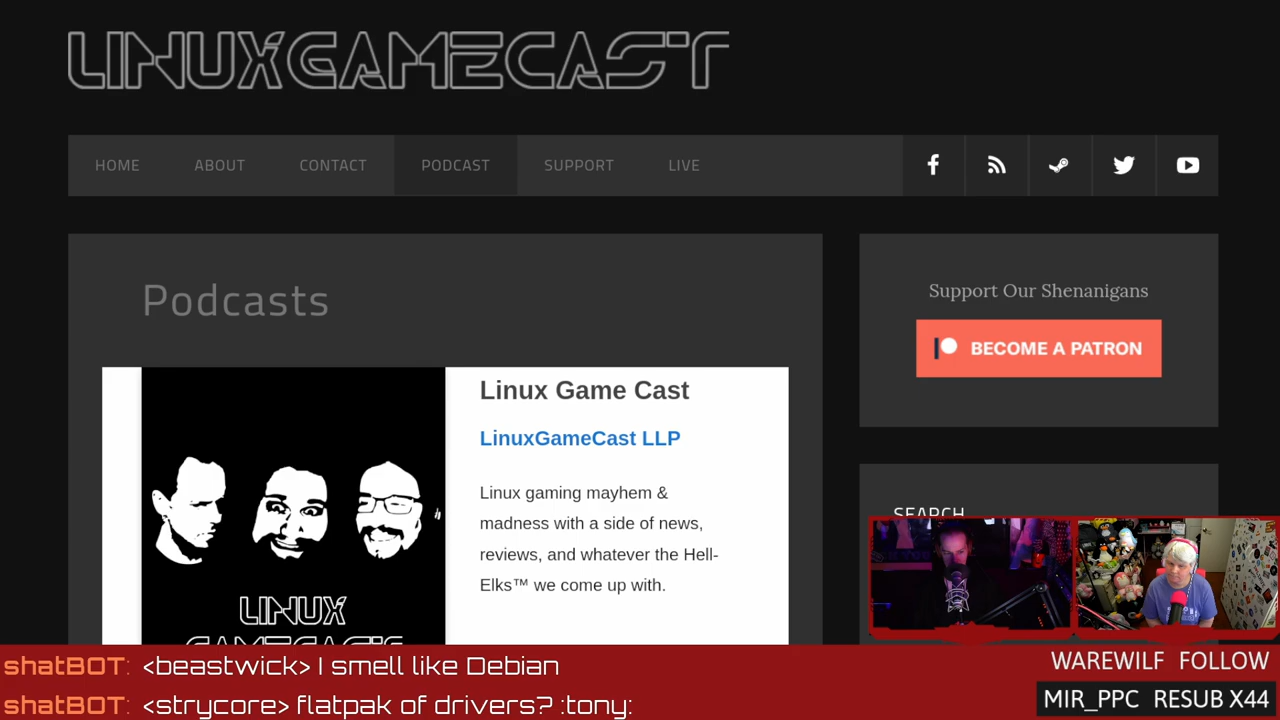 LINUXGAMECAST
HOME ABOUT CONTACT PODCAST SUPPORT LIVE
Podcasts
Support Our Shenanigans
BECOME A PATRON
Linux Game Cast
LinuxGameCast LLP
Linux gaming mayhem &
madness with a side of news,
reviews, and whatever the Hell-
Elks™ we come up with.
LINUX
GAMECASTS
SEARCH
shatBOT: <beastwick> I smell like Debian
shatBOT: <strycore> flatpak of drivers? :tony:
WAREWILF FOLLOW
MIR_PPC RESUB X44